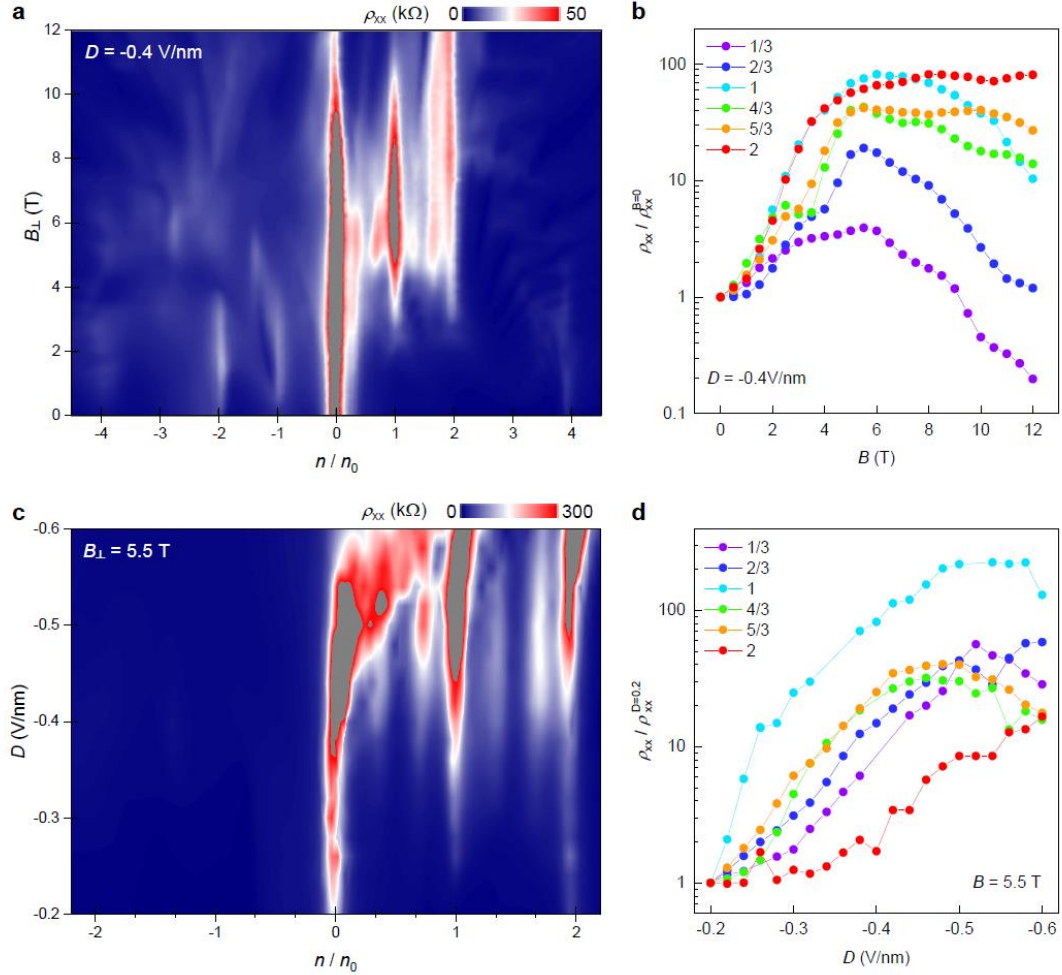 a
ρxx (kΩ) 0 50
D = -0.4 V/nm
12
10
8
6
4
2
0
B⊥ (T)
-4 -3 -2 -1 0 1 2 3 4
n / n0
b
1/3
2/3
1
4/3
5/3
2
100
10
1
0.1
ρxx / ρxx^B=0
D = -0.4V/nm
0 2 4 6 8 10 12
B (T)
c
ρxx (kΩ) 0 300
B⊥ = 5.5 T
-0.6
-0.5
-0.4
-0.3
-0.2
D (V/nm)
-2 -1 0 1 2
n / n0
d
1/3
2/3
1
4/3
5/3
2
100
10
1
ρxx / ρxx^D=0.2
B = 5.5 T
-0.2 -0.3 -0.4 -0.5 -0.6
D (V/nm)